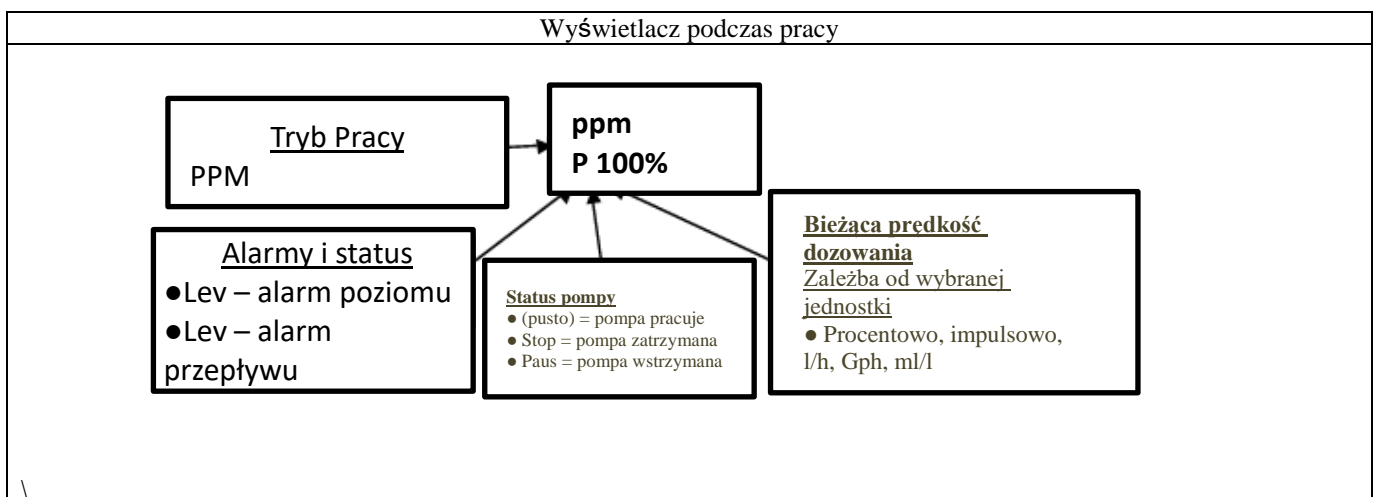 Wyświetlacz podczas pracy
Tryb Pracy
PPM
ppm
P 100%
Alarmy i status
●Lev – alarm poziomu
●Lev – alarm
przepływu
Status pompy
● (pusto) = pompa pracuje
● Stop = pompa zatrzymana
● Paus = pompa wstrzymana
Bieżąca prędkość
dozowania
Zależba od wybranej
jednostki
● Procentowo, impulsowo,
l/h, Gph, ml/l
\